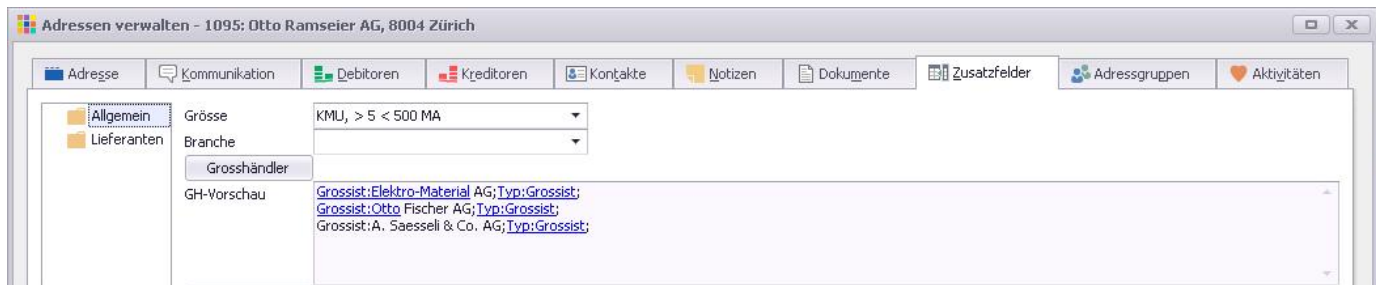 Adressen verwalten - 1095: Otto Ramseier AG, 8004 Zürich
Adresse Kommunikation Debitoren Kreditoren Kontakte Notizen Dokumente Zusatzfelder Adressgruppen Aktivitäten
Allgemein
Lieferanten
Grösse KMU, > 5 < 500 MA
Branche
Grosshändler
GH-Vorschau Grossist:Elektro-Material AG;Typ:Grossist;
Grossist:Otto Fischer AG;Typ:Grossist;
Grossist:A. Saesseli & Co. AG;Typ:Grossist;